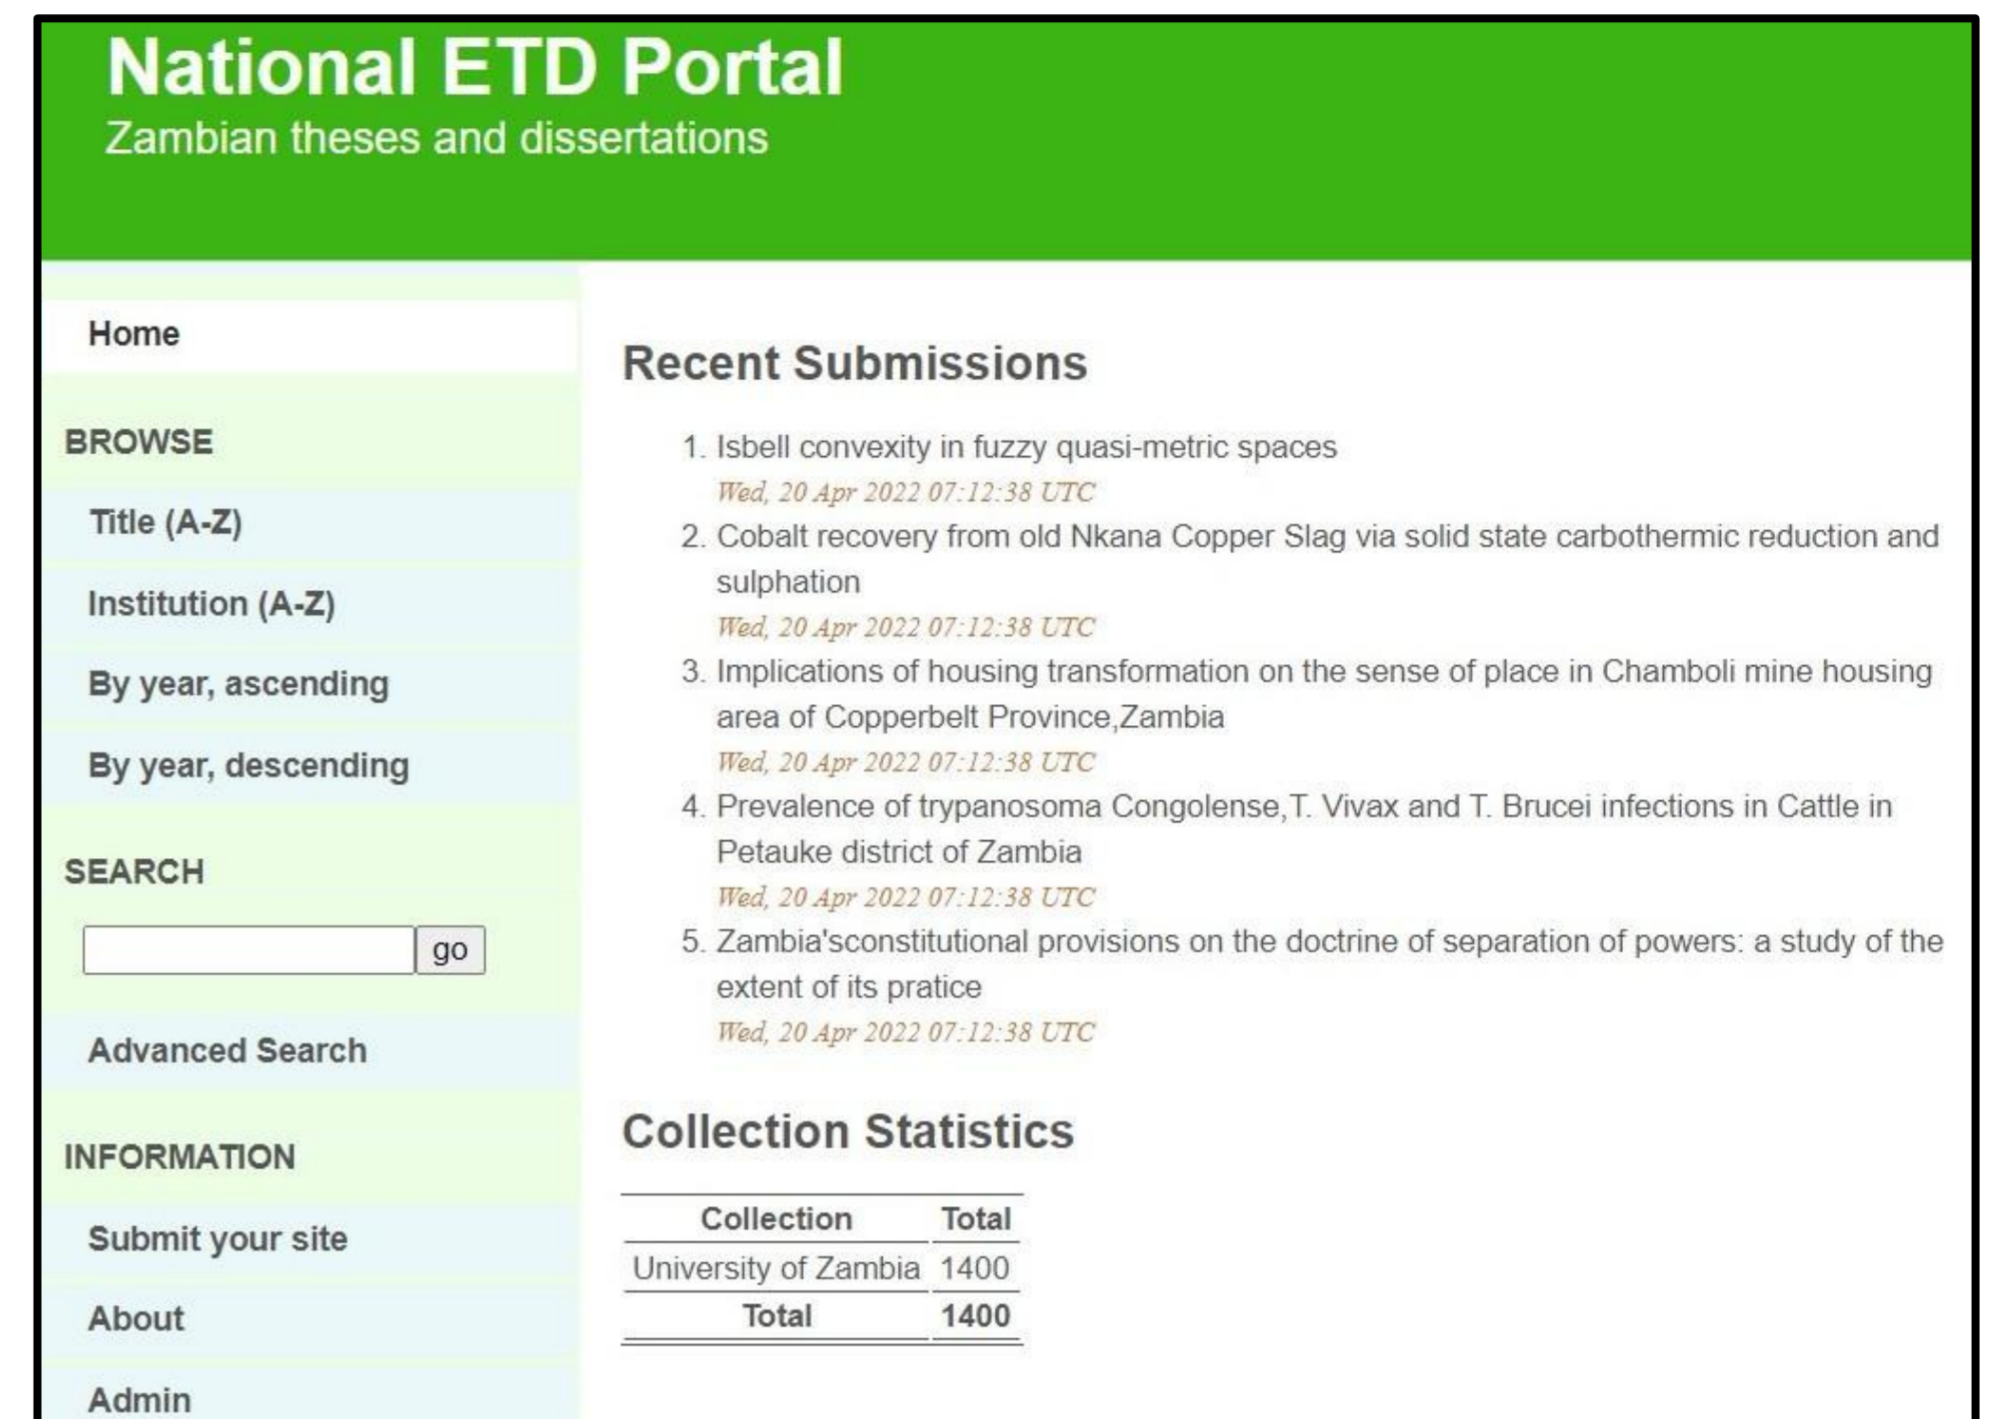 National ETD Portal
Zambian theses and dissertations
Home
BROWSE
Title (A-Z)
Institution (A-Z)
By year, ascending
By year, descending
SEARCH
go
Advanced Search
INFORMATION
Submit your site
About
Admin
Recent Submissions
1. Isbell convexity in fuzzy quasi-metric spaces
Wed, 20 Apr 2022 07:12:38 UTC
2. Cobalt recovery from old Nkana Copper Slag via solid state carbothermic reduction and
sulphation
Wed, 20 Apr 2022 07:12:38 UTC
3. Implications of housing transformation on the sense of place in Chamboli mine housing
area of Copperbelt Province,Zambia
Wed, 20 Apr 2022 07:12:38 UTC
4. Prevalence of trypanosoma Congolense,T. Vivax and T. Brucei infections in Cattle in
Petauke district of Zambia
Wed, 20 Apr 2022 07:12:38 UTC
5. Zambia'sconstitutional provisions on the doctrine of separation of powers: a study of the
extent of its pratice
Wed, 20 Apr 2022 07:12:38 UTC
Collection Statistics
Collection Total
University of Zambia 1400
Total 1400